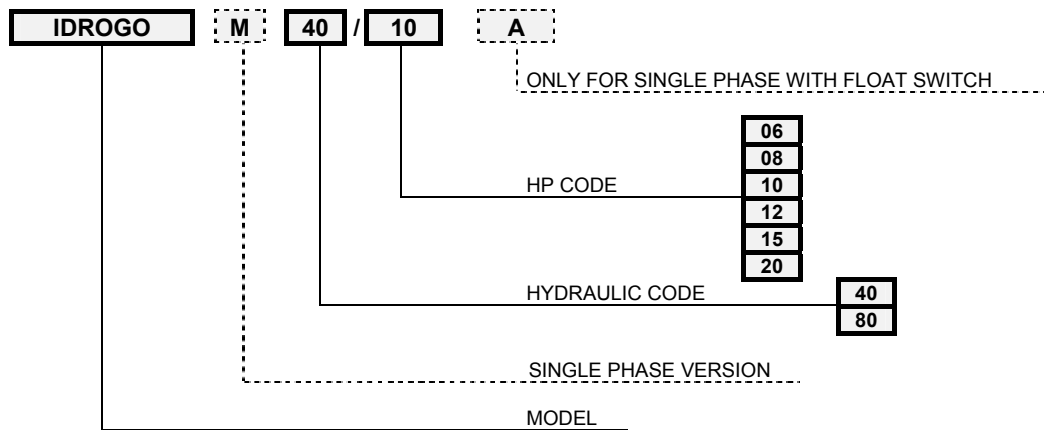 IDROGO M 40 / 10 A
ONLY FOR SINGLE PHASE WITH FLOAT SWITCH
06
08
HP CODE 10
12
15
20
HYDRAULIC CODE 40
80
SINGLE PHASE VERSION
MODEL